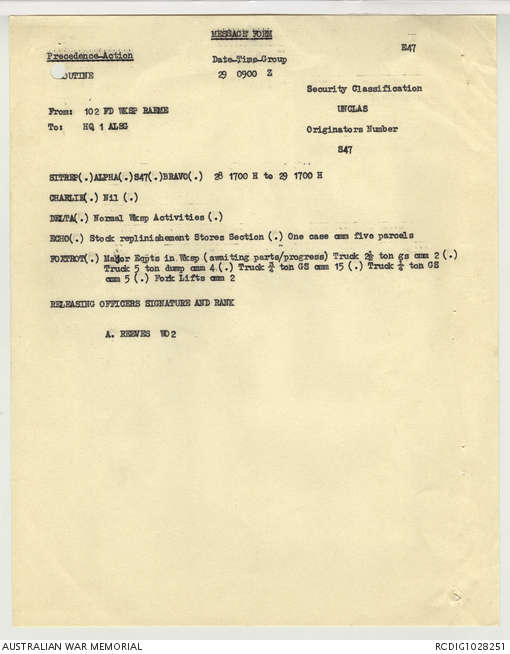 MESSAGE FORM
E47
Precedence-Action
Date-Time-Group
OUTINE
29 0900 Z
Security Classification
From: 102 FD WKSP RAEME
UNCLAS
To: HQ 1 ALSG
Originators Number
S47
SITREP(.)ALPHA(.)S47(.)BRAVO(.) 28 1700 H to 29 1700 H
CHARLIE(.) Nil (.)
DELTA(.) Normal Wksp Activities (.)
ECHO(.) Stock replinishement Stores Section (.) One case cmm five parcels
FOXTROT(.) Major Eqpts in Wksp (awaiting parts/progress) Truck 2½ ton gs cmm 2 (.)
Truck 5 ton dump cmm 4 (.) Truck ¾ ton GS cmm 15 (.) Truck ¼ ton GS
cmm 5 (.) Fork Lifts cmm 2
RELEASING OFFICERS SIGNATURE AND RANK
A. REEVES WO2
AUSTRALIAN WAR MEMORIAL
RCDIG1028251